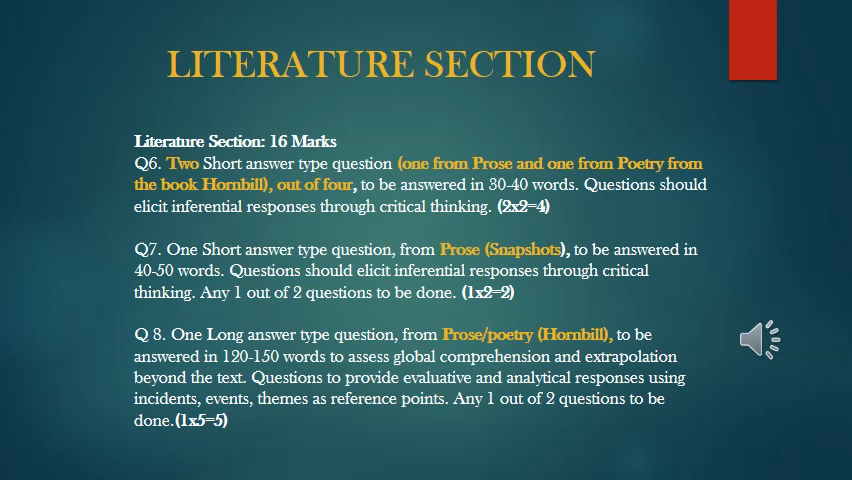 LITERATURE SECTION
Literature Section: 16 Marks
Q6. Two Short answer type question (one from Prose and one from Poetry from
the book Hornbill), out of four, to be answered in 30-40 words. Questions should
elicit inferential responses through critical thinking. (2x2=4)
Q7. One Short answer type question, from Prose (Snapshots), to be answered in
40-50 words. Questions should elicit inferential responses through critical
thinking. Any 1 out of 2 questions to be done. (1x2=2)
Q 8. One Long answer type question, from Prose/poetry (Hornbill), to be
answered in 120-150 words to assess global comprehension and extrapolation
beyond the text. Questions to provide evaluative and analytical responses using
incidents, events, themes as reference points. Any 1 out of 2 questions to be
done.(1x5=5)